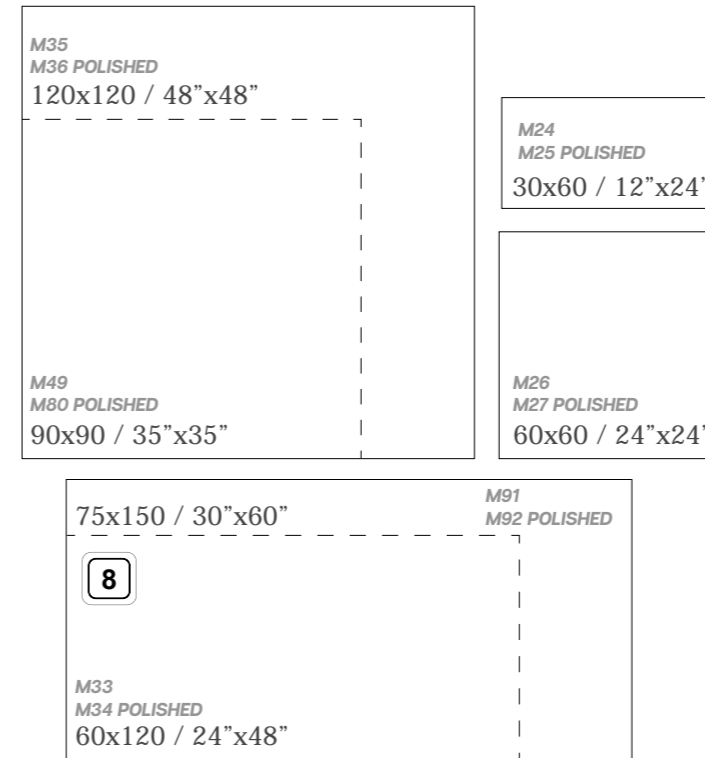 M35
M36 POLISHED
120x120 / 48”x48”
M49
M80 POLISHED
90x90 / 35”x35”
M24
M25 POLISHED
30x60 / 12”x24”
M26
M27 POLISHED
60x60 / 24”x24”
75x150 / 30”x60”
M91
M92 POLISHED
8
M33
M34 POLISHED
60x120 / 24”x48”